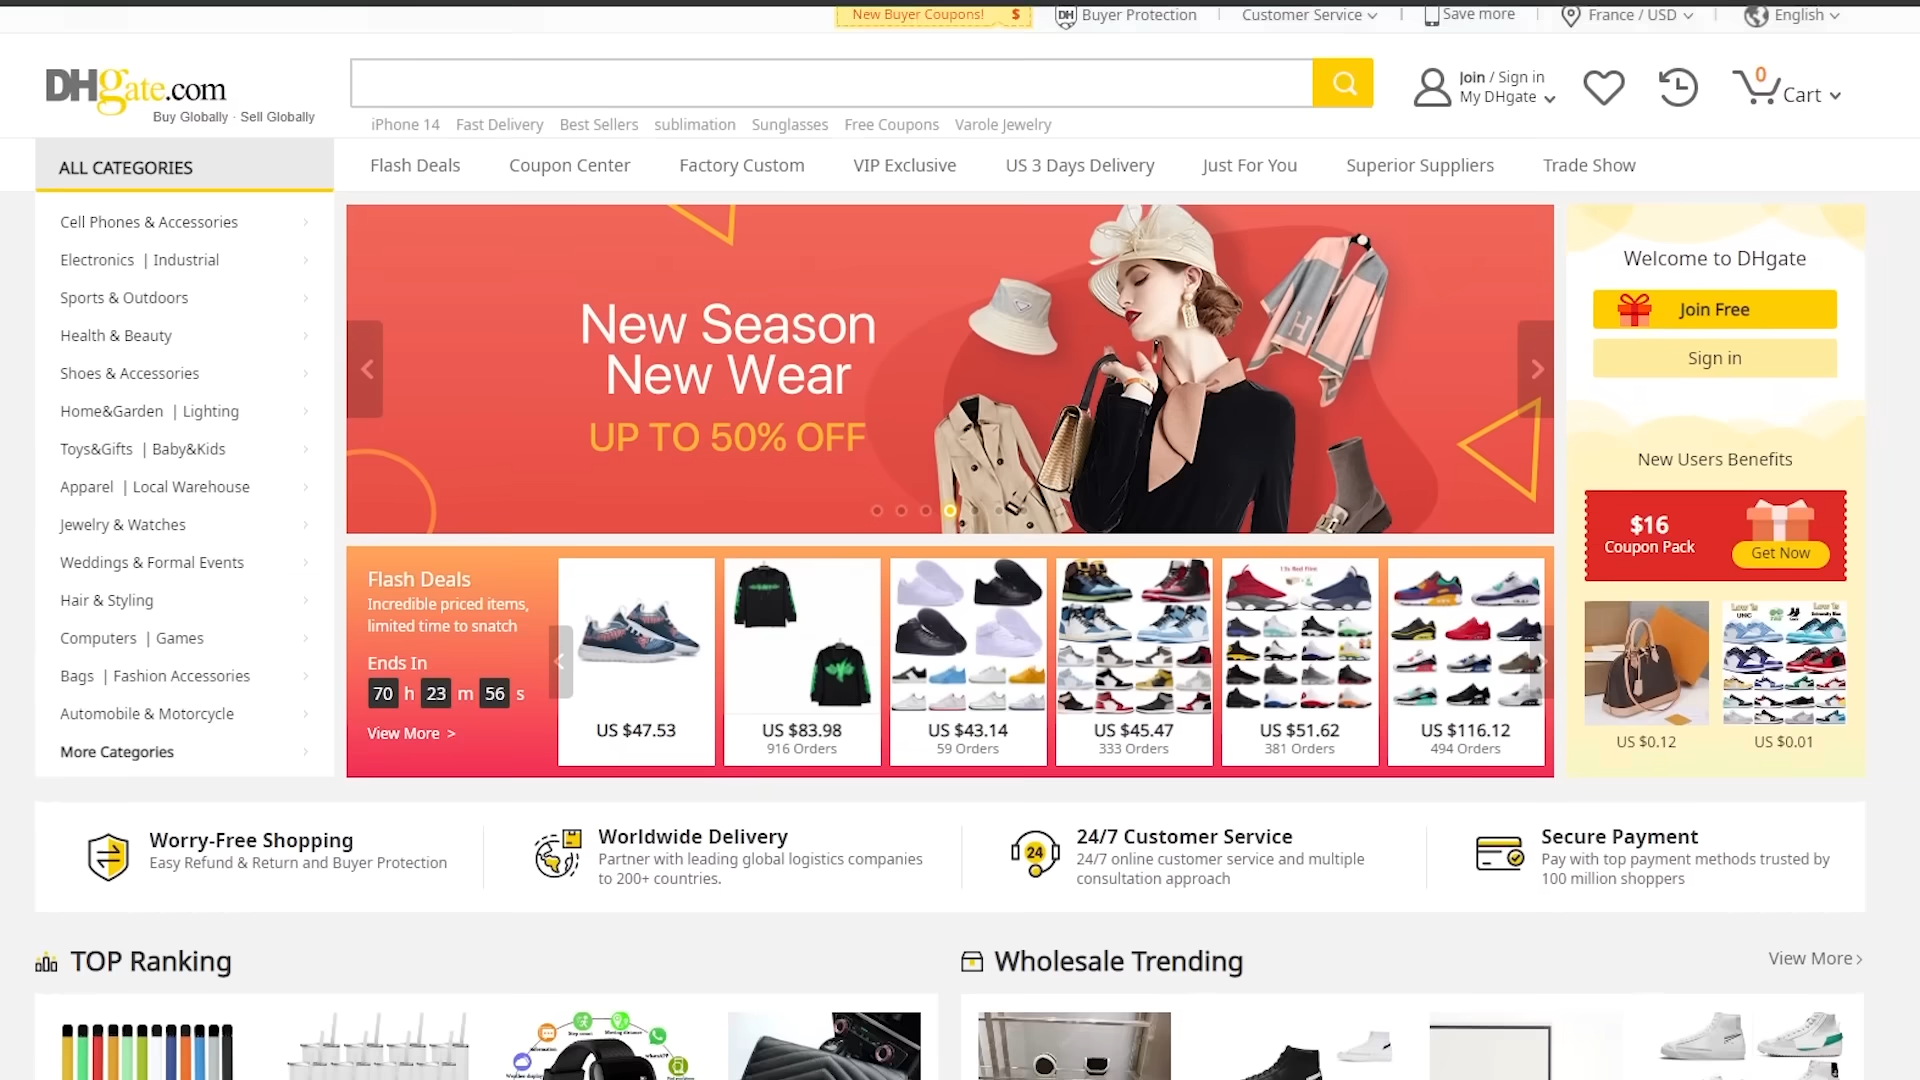 New Buyer Coupons! $
DH Buyer Protection
Customer Service
Save more
France / USD
English
DHgate.com
Buy Globally · Sell Globally
Join / Sign in
My DHgate
0
Cart
iPhone 14 Fast Delivery Best Sellers sublimation Sunglasses Free Coupons Varole Jewelry
ALL CATEGORIES
Flash Deals Coupon Center Factory Custom VIP Exclusive US 3 Days Delivery Just For You Superior Suppliers Trade Show
Cell Phones & Accessories
Electronics | Industrial
Sports & Outdoors
Health & Beauty
Shoes & Accessories
Home&Garden | Lighting
Toys&Gifts | Baby&Kids
Apparel | Local Warehouse
Jewelry & Watches
Weddings & Formal Events
Hair & Styling
Computers | Games
Bags | Fashion Accessories
Automobile & Motorcycle
More Categories
New Season
New Wear
UP TO 50% OFF
H
Welcome to DHgate
Join Free
Sign in
New Users Benefits
$16
Coupon Pack
Get Now
US $0.12
US $0.01
Flash Deals
Incredible priced items,
limited time to snatch
Ends In
70 h 23 m 56 s
View More >
US $47.53
US $83.98
916 Orders
US $43.14
59 Orders
US $45.47
333 Orders
US $51.62
381 Orders
US $116.12
494 Orders
Worry-Free Shopping
Easy Refund & Return and Buyer Protection
Worldwide Delivery
Partner with leading global logistics companies
to 200+ countries.
24
24/7 Customer Service
24/7 online customer service and multiple
consultation approach
Secure Payment
Pay with top payment methods trusted by
100 million shoppers
TOP Ranking
Wholesale Trending
View More >